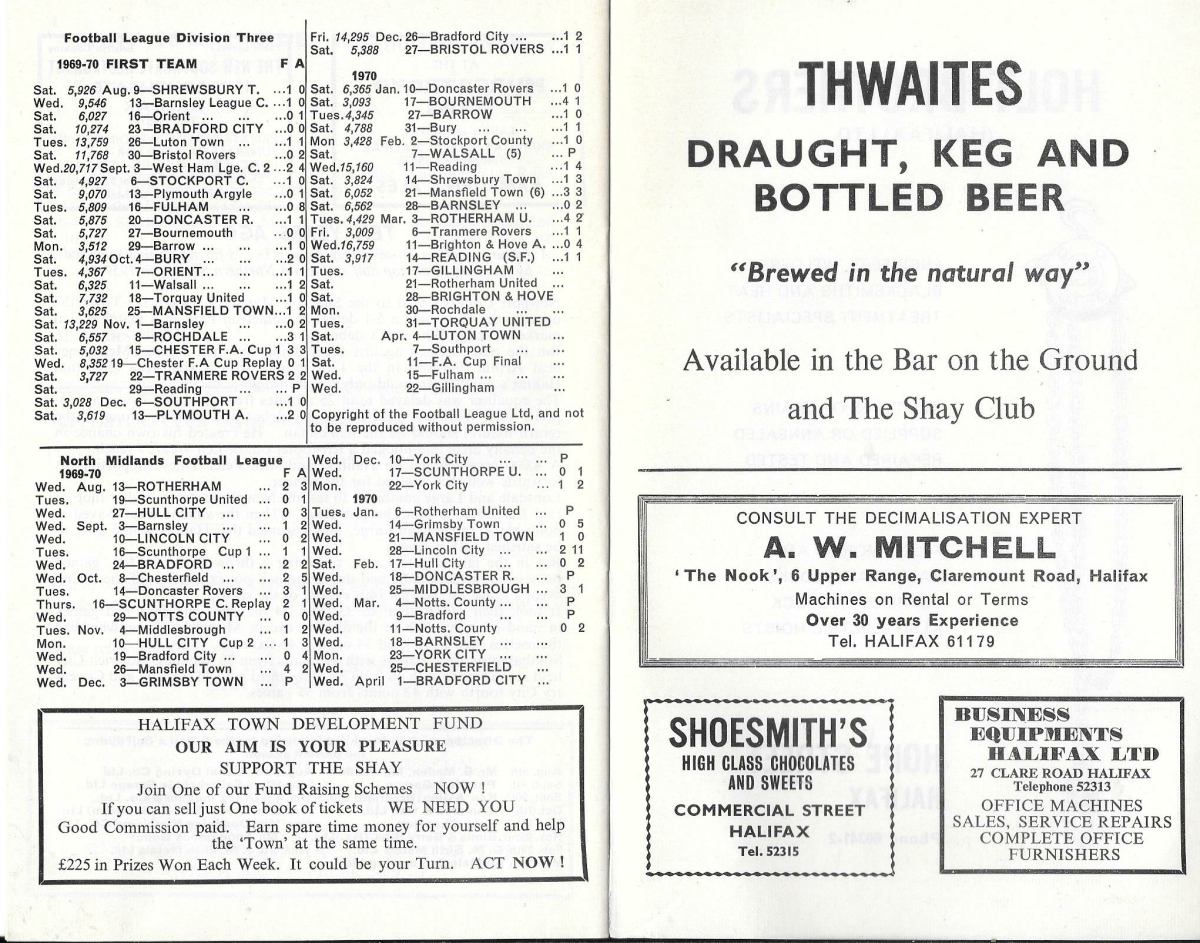 Football League Division Three
1969-70 FIRST TEAM F A
Sat. 5,926 Aug. 9—SHREWSBURY T. ...1 0
Wed. 9,546 13—Barnsley League C. ...1 0
Sat. 6,027 16—Orient ... ... ...0 1
Sat. 10,274 23—BRADFORD CITY ...0 0
Tues. 13,759 26—Luton Town ... ...1 1
Sat. 11,768 30—Bristol Rovers ...0 2
Wed. 20,717 Sept. 3—West Ham Lge. C. 2 ...2 4
Sat. 4,927 6—STOCKPORT C. ...1 0
Sat. 9,070 13—Plymouth Argyle ...0 1
Tues. 5,809 16—FULHAM ... ...0 8
Sat. 5,875 20—DONCASTER R. ...1 1
Sat. 5,727 27—Bournemouth ...0 0
Mon. 3,512 29—Barrow ... ... ...1 0
Sat. 4,934 Oct. 4—BURY ... ... ...2 0
Tues. 4,367 7—ORIENT... ... ...1 1
Sat. 6,325 11—Walsall ... ... ...1 2
Sat. 7,732 18—Torquay United ...1 0
Sat. 3,625 25—MANSFIELD TOWN...1 2
Sat. 13,229 Nov. 1—Barnsley ... ...0 2
Sat. 6,557 8—ROCHDALE ... ...3 1
Sat. 5,032 15—CHESTER F.A. Cup 1 3 3
Wed. 8,352 19—Chester F.A Cup Replay 0 1
Sat. 3,727 22—TRANMERE ROVERS 2 2
Sat. 29—Reading ... ... P
Sat. 3,028 Dec. 6—SOUTHPORT ...1 0
Sat. 3,619 13—PLYMOUTH A. ...2 0
Fri. 14,295 Dec. 26—Bradford City ... ...1 2
Sat. 5,388 27—BRISTOL ROVERS ...1 1
1970
Sat. 6,365 Jan. 10—Doncaster Rovers ...1 0
Sat. 3,093 17—BOURNEMOUTH ...4 1
Tues. 4,345 27—BARROW ...1 0
Sat. 4,788 31—Bury ... ... ...1 1
Mon 3,428 Feb. 2—Stockport County ...1 0
Sat. 7—WALSALL (5) ... P
Wed. 15,160 11—Reading ...1 4
Sat. 3,824 14—Shrewsbury Town ...1 3
Sat. 6,052 21—Mansfield Town (6) ...3 3
Sat. 6,562 28—BARNSLEY ... ...0 2
Tues. 4,429 Mar. 3—ROTHERHAM U. ...4 2
Fri. 3,009 6—Tranmere Rovers ...1 1
Wed. 16,759 11—Brighton & Hove A. ...0 4
Sat. 3,917 14—READING (S.F.) ...1 1
Tues. 17—GILLINGHAM ...
Sat. 21—Rotherham United ...
Sat. 28—BRIGHTON & HOVE
Mon. 30—Rochdale ... ...
Tues. 31—TORQUAY UNITED
Sat. Apr. 4—LUTON TOWN ...
Tues. 7—Southport ... ...
Sat. 11—F.A. Cup Final ...
Wed. 15—Fulham ... ... ...
Wed. 22—Gillingham ...
Copyright of the Football League Ltd, and not
to be reproduced without permission.
North Midlands Football League
1969-70 F A
Wed. Aug. 13—ROTHERHAM ... 2 3
Tues. 19—Scunthorpe United ... 0 1
Wed. 27—HULL CITY ... ... 0 3
Wed. Sept. 3—Barnsley ... ... 1 2
Wed. 10—LINCOLN CITY ... 0 2
Tues. 16—Scunthorpe Cup 1 ... 1 1
Wed. 24—BRADFORD ... ... 2 2
Wed. Oct. 8—Chesterfield ... ... 2 5
Tues. 14—Doncaster Rovers ... 3 1
Thurs. 16—SCUNTHORPE C. Replay 2 1
Wed. 29—NOTTS COUNTY ... 0 0
Tues. Nov. 4—Middlesbrough ... 1 2
Mon. 10—HULL CITY Cup 2 ... 1 3
Wed. 19—Bradford City ... ... 0 4
Wed. 26—Mansfield Town ... 4 2
Wed. Dec. 3—GRIMSBY TOWN ... P
Wed. Dec. 10—York City ... ... P
Wed. 17—SCUNTHORPE U. ... 0 1
Mon. 22—York City ... ... 1 2
1970
Tues. Jan. 6—Rotherham United ... P
Wed. 14—Grimsby Town ... 0 5
Wed. 21—MANSFIELD TOWN 1 0
Wed. 28—Lincoln City ... ... 2 11
Sat. Feb. 17—Hull City ... ... 0 2
Wed. 18—DONCASTER R. ... P
Wed. 25—MIDDLESBROUGH ... 3 1
Wed. Mar. 4—Notts. County ... ... P
Wed. 9—Bradford ... ... P
Wed. 11—Notts. County 0 2
Wed. 18—BARNSLEY ... ...
Mon. 23—YORK CITY ... ...
Wed. 25—CHESTERFIELD ...
Wed. April 1—BRADFORD CITY ...
HALIFAX TOWN DEVELOPMENT FUND
OUR AIM IS YOUR PLEASURE
SUPPORT THE SHAY
Join One of our Fund Raising Schemes NOW !
If you can sell just One book of tickets WE NEED YOU
Good Commission paid. Earn spare time money for yourself and help
the 'Town' at the same time.
£225 in Prizes Won Each Week. It could be your Turn. ACT NOW !
THWAITES
DRAUGHT, KEG AND
BOTTLED BEER
"Brewed in the natural way"
Available in the Bar on the Ground
and The Shay Club
CONSULT THE DECIMALISATION EXPERT
A. W. MITCHELL
'The Nook', 6 Upper Range, Claremount Road, Halifax
Machines on Rental or Terms
Over 30 years Experience
Tel. HALIFAX 61179
SHOESMITH'S
HIGH CLASS CHOCOLATES
AND SWEETS
COMMERCIAL STREET
HALIFAX
Tel. 52315
BUSINESS
EQUIPMENTS
HALIFAX LTD
27 CLARE ROAD HALIFAX
Telephone 52313
OFFICE MACHINES
SALES, SERVICE REPAIRS
COMPLETE OFFICE
FURNISHERS